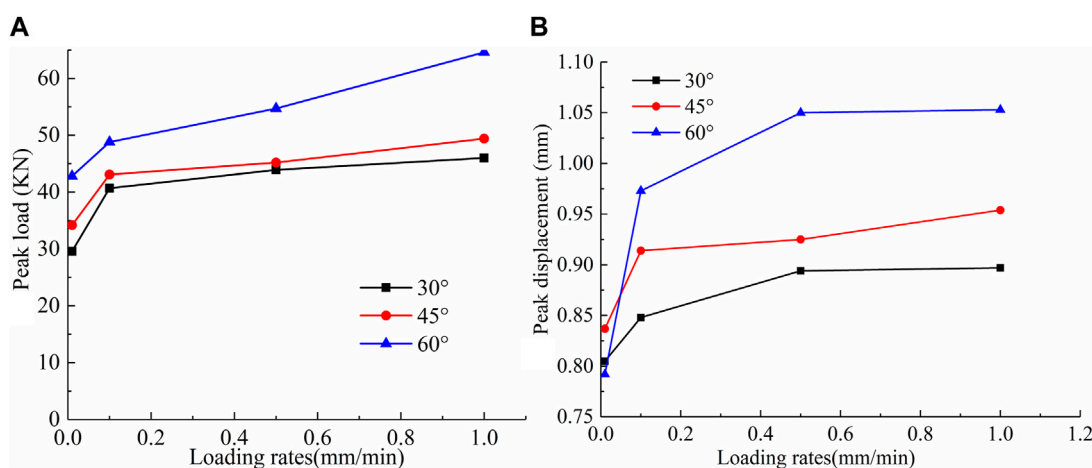 A
B
Peak load (KN)
60
50
40
30
20
10
0
30°
45°
60°
0.0 0.2 0.4 0.6 0.8 1.0
Loading rates(mm/min)
Peak displacement (mm)
1.10
1.05
1.00
0.95
0.90
0.85
0.80
0.75
30°
45°
60°
0.0 0.2 0.4 0.6 0.8 1.0 1.2
Loading rates(mm/min)